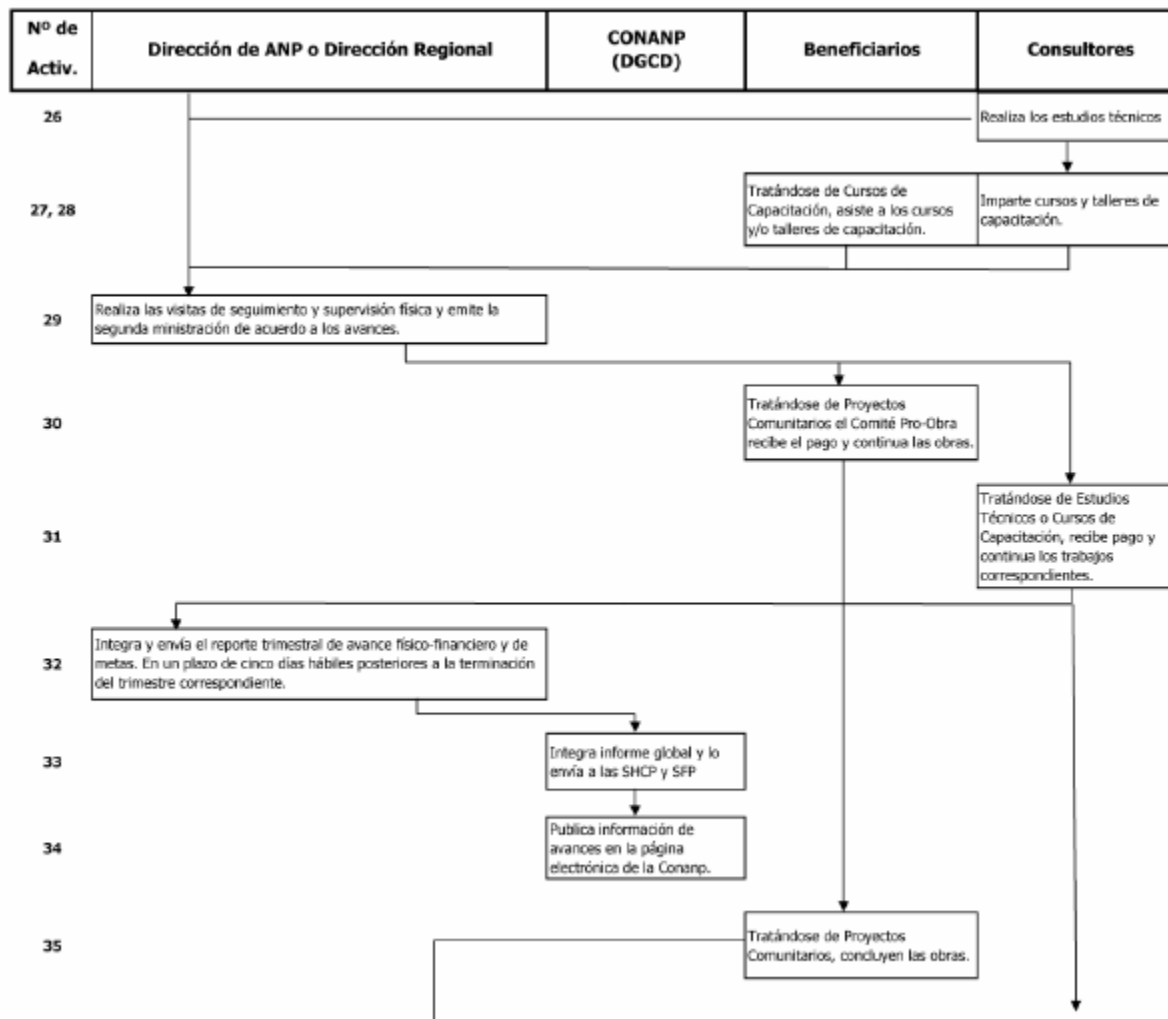 Nº de
Activ.
Dirección de ANP o Dirección Regional
CONANP
(DGCD)
Beneficiarios
Consultores
26
Realiza los estudios técnicos
27, 28
Tratándose de Cursos de
Capacitación, asiste a los cursos
y/o talleres de capacitación.
Imparte cursos y talleres de
capacitación.
29
Realiza las visitas de seguimiento y supervisión física y emite la
segunda ministración de acuerdo a los avances.
30
Tratándose de Proyectos
Comunitarios el Comité Pro-Obra
recibe el pago y continua las obras.
31
Tratándose de Estudios
Técnicos o Cursos de
Capacitación, recibe pago y
continua los trabajos
correspondientes.
32
Integra y envía el reporte trimestral de avance físico-financiero y de
metas. En un plazo de cinco días hábiles posteriores a la terminación
del trimestre correspondiente.
33
Integra informe global y lo
envía a las SHCP y SFP
34
Publica información de
avances en la página
electrónica de la Conanp.
35
Tratándose de Proyectos
Comunitarios, concluyen las obras.